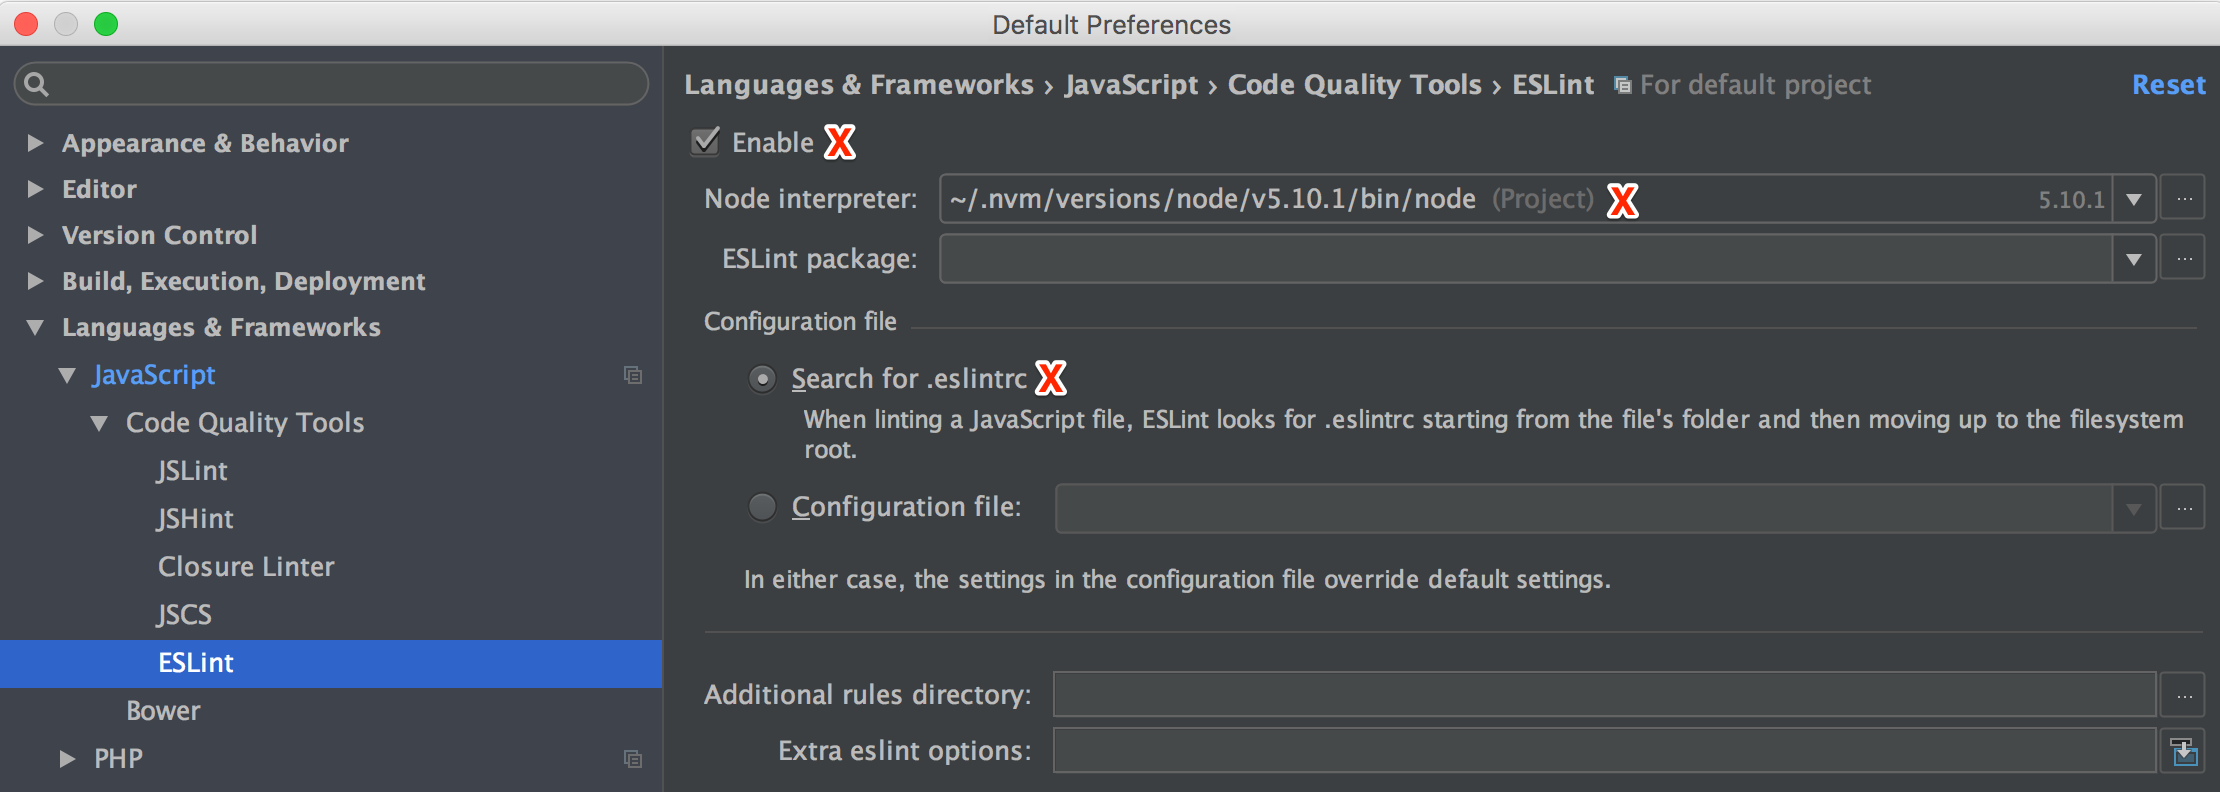 Default Preferences
Appearance & Behavior
Editor
Version Control
Build, Execution, Deployment
Languages & Frameworks
JavaScript
Code Quality Tools
JSLint
JSHint
Closure Linter
JSCS
ESLint
Bower
PHP
Languages & Frameworks › JavaScript › Code Quality Tools › ESLint For default project Reset
Enable X
Node interpreter: ~/.nvm/versions/node/v5.10.1/bin/node (Project) X 5.10.1 ...
ESLint package: ...
Configuration file
Search for .eslintrc X
When linting a JavaScript file, ESLint looks for .eslintrc starting from the file's folder and then moving up to the filesystem
root.
Configuration file: ...
In either case, the settings in the configuration file override default settings.
Additional rules directory: ...
Extra eslint options: